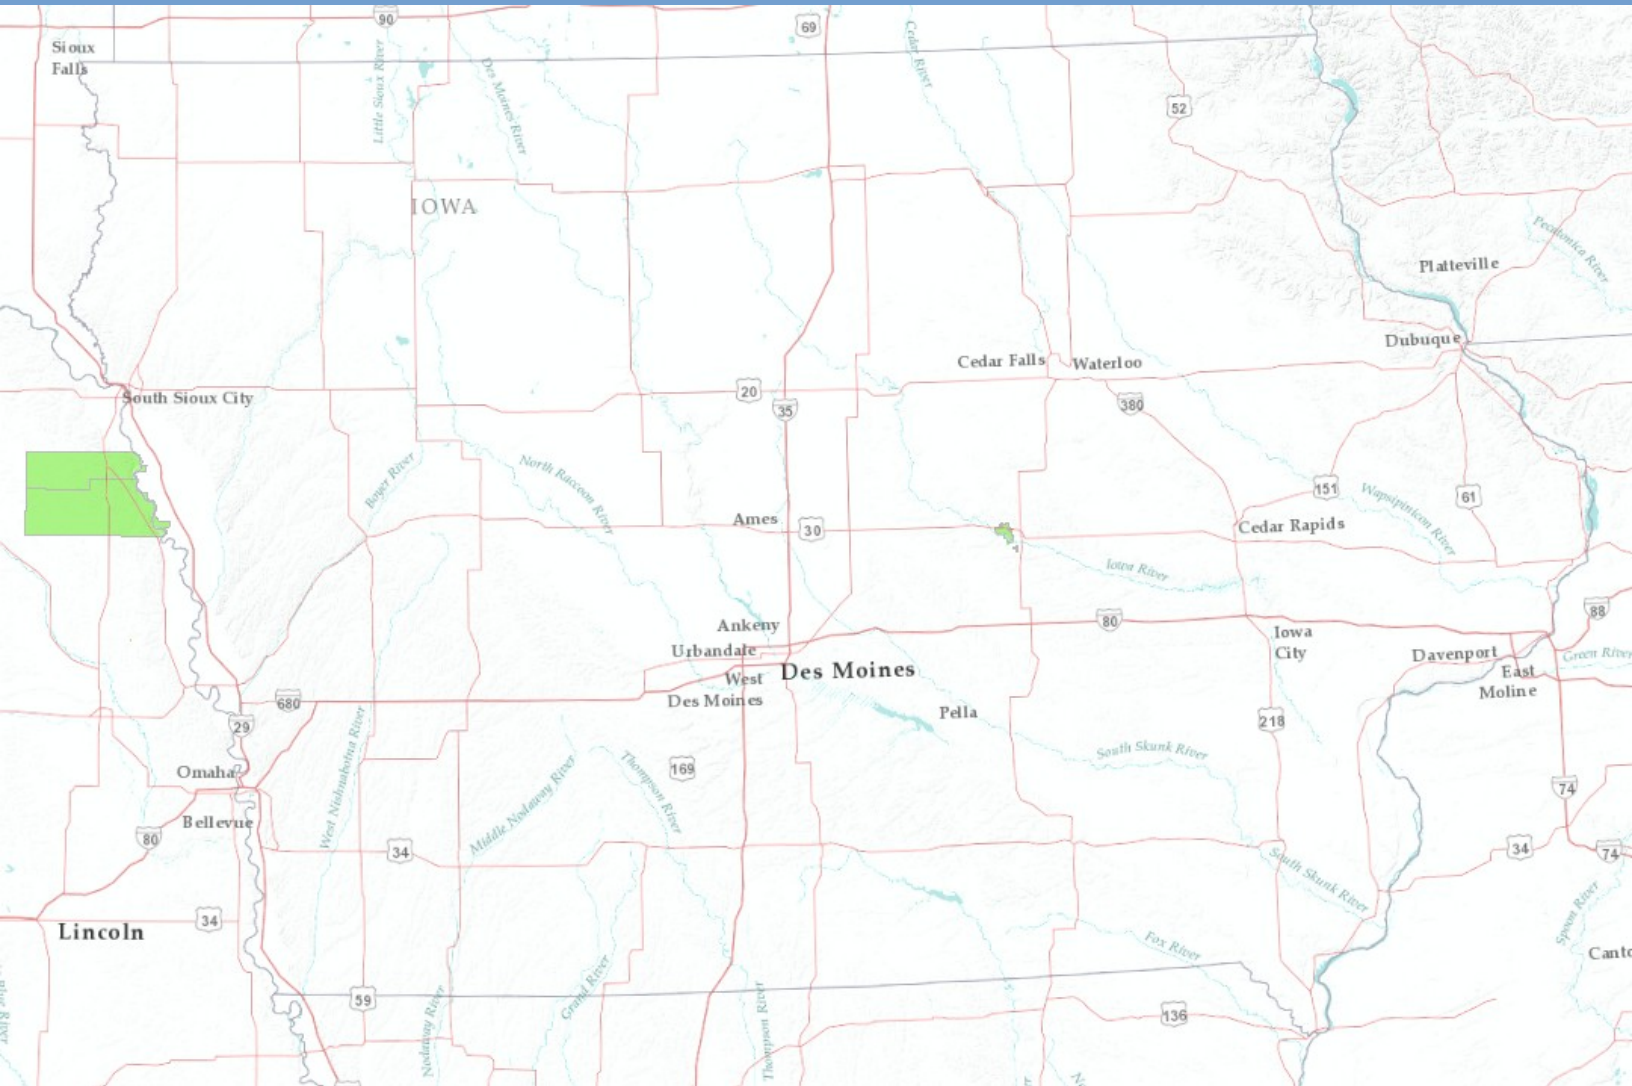 90
69
Sioux
Falls
Little Sioux River
Des Moines River
Cedar River
52
IOWA
Pecatonica River
Platteville
Dubuque
Cedar Falls
Waterloo
20
South Sioux City
35
380
Boyer River
North Raccoon River
151
Wapsipinicon River
61
Ames
30
Cedar Rapids
Iowa River
88
80
Ankeny
Urbandale
Iowa
City
Davenport
Green River
West
Des Moines
Des Moines
East
Moline
680
29
Pella
218
West Nishnabotna River
South Skunk River
Omaha
169
Middle Nodaway River
Thompson River
74
Bellevue
80
34
34
74
South Skunk River
34
Lincoln
Spoon River
Fox River
Canto
59
Grand River
Nodaway River
Thompson River
136